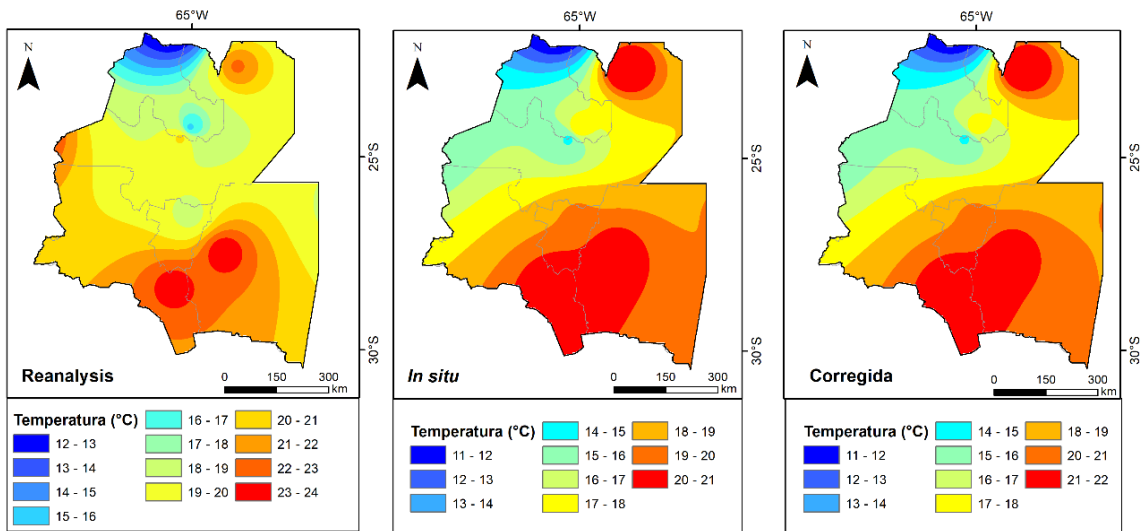 65°W
65°W
65°W
N
N
N
25°S
25°S
25°S
30°S
30°S
30°S
Reanalysis
0 150 300
km
In situ
0 150 300
km
Corregida
0 150 300
km
Temperatura (°C)
12 - 13
13 - 14
14 - 15
15 - 16
16 - 17
17 - 18
18 - 19
19 - 20
20 - 21
21 - 22
22 - 23
23 - 24
Temperatura (°C)
11 - 12
12 - 13
13 - 14
14 - 15
15 - 16
16 - 17
17 - 18
18 - 19
19 - 20
20 - 21
Temperatura (°C)
11 - 12
12 - 13
13 - 14
14 - 15
15 - 16
16 - 17
17 - 18
18 - 19
20 - 21
21 - 22